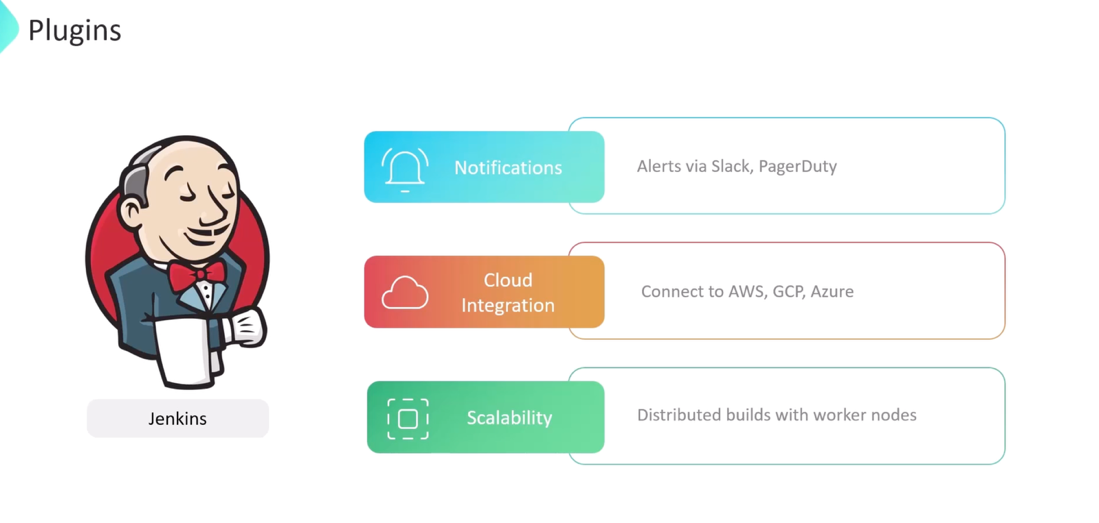 Plugins
Notifications
Alerts via Slack, PagerDuty
Cloud
Integration
Connect to AWS, GCP, Azure
Scalability
Distributed builds with worker nodes
Jenkins